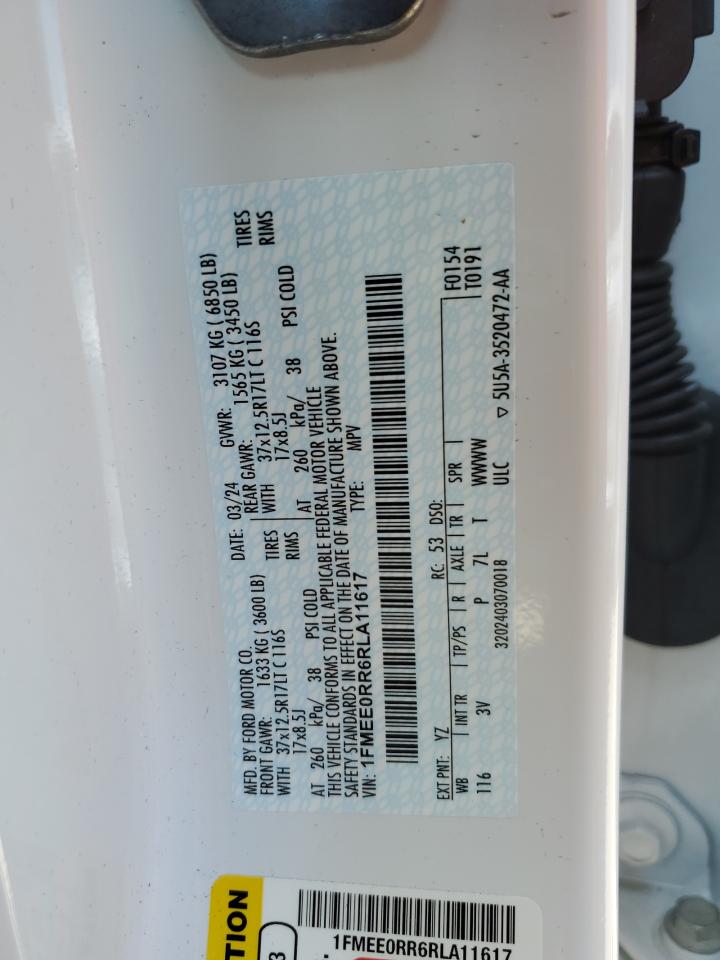 MFD. BY FORD MOTOR CO.
DATE: 03/24 GVWR: 3107 KG ( 6850 LB)
FRONT GAWR: 1633 KG ( 3600 LB) REAR GAWR: 1565 KG ( 3450 LB)
WITH 37x12.5R17LT C 116S TIRES WITH 37x12.5R17LT C 116S TIRES
17x8.5J RIMS 17x8.5J RIMS
AT 260 kPa/ 38 PSI COLD AT 260 kPa/ 38 PSI COLD
THIS VEHICLE CONFORMS TO ALL APPLICABLE FEDERAL MOTOR VEHICLE
SAFETY STANDARDS IN EFFECT ON THE DATE OF MANUFACTURE SHOWN ABOVE.
VIN: 1FMEE0RR6RLA11617 TYPE: MPV
EXT PNT: YZ RC: 53 DSO: F0154
WB INT TR TP/PS R AXLE TR SPR T0191
116 3V P 7L T WWWW
3202403070018 ULC ▽ 5U5A-3520472-AA
TION
3
1FMEE0RR6RLA11617